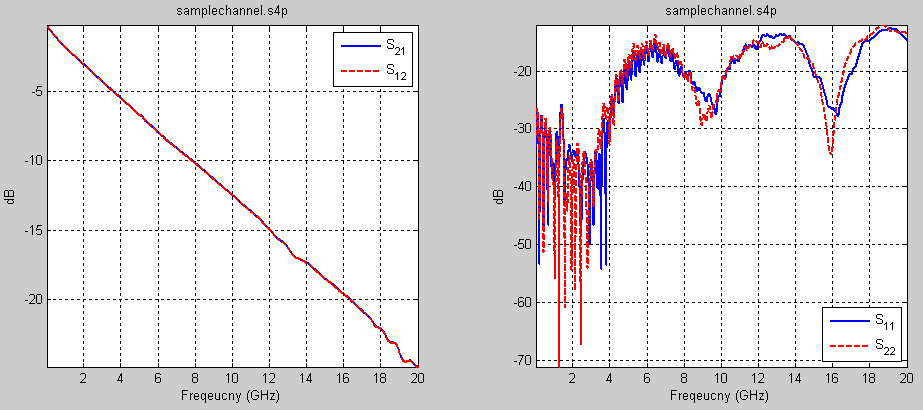 samplechannel.s4p
dB
-5
-10
-15
-20
2 4 6 8 10 12 14 16 18 20
Freqeucny (GHz)
S21
S12
samplechannel.s4p
dB
-20
-30
-40
-50
-60
-70
2 4 6 8 10 12 14 16 18 20
Freqeucny (GHz)
S11
S22